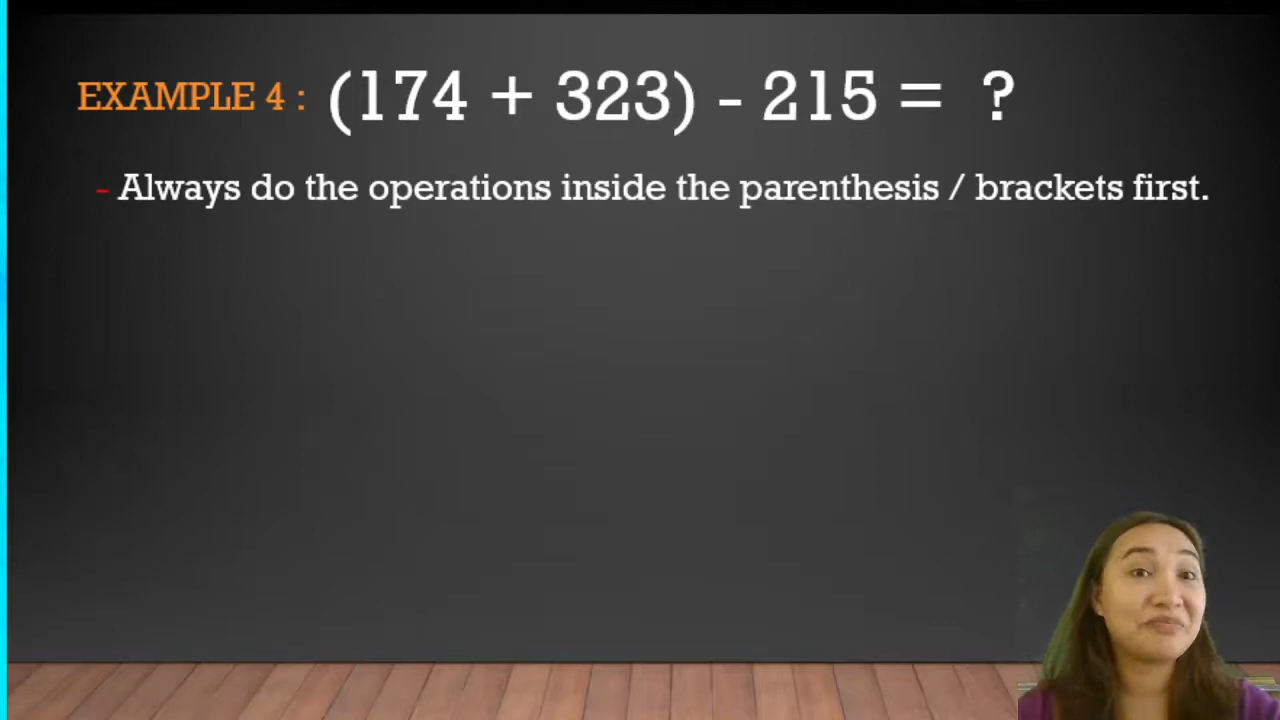 EXAMPLE 4 : (174 + 323) - 215 = ?
- Always do the operations inside the parenthesis / brackets first.